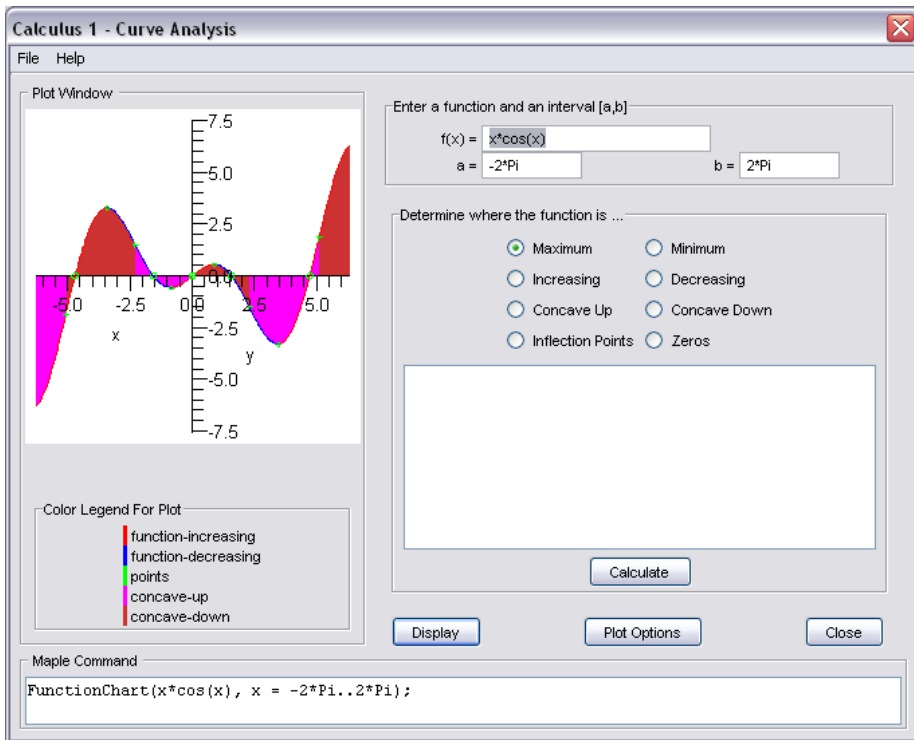 Calculus 1 - Curve Analysis
File Help
Plot Window
7.5
5.0
2.5
0.0
-5.0 -2.5 0.0 2.5 5.0
-2.5
x
y
-5.0
-7.5
Color Legend For Plot
function-increasing
function-decreasing
points
concave-up
concave-down
Enter a function and an interval [a,b]
f(x) = x*cos(x)
a = -2*Pi b = 2*Pi
Determine where the function is ...
Maximum Minimum
Increasing Decreasing
Concave Up Concave Down
Inflection Points Zeros
Calculate
Display Plot Options Close
Maple Command
FunctionChart(x*cos(x), x = -2*Pi..2*Pi);